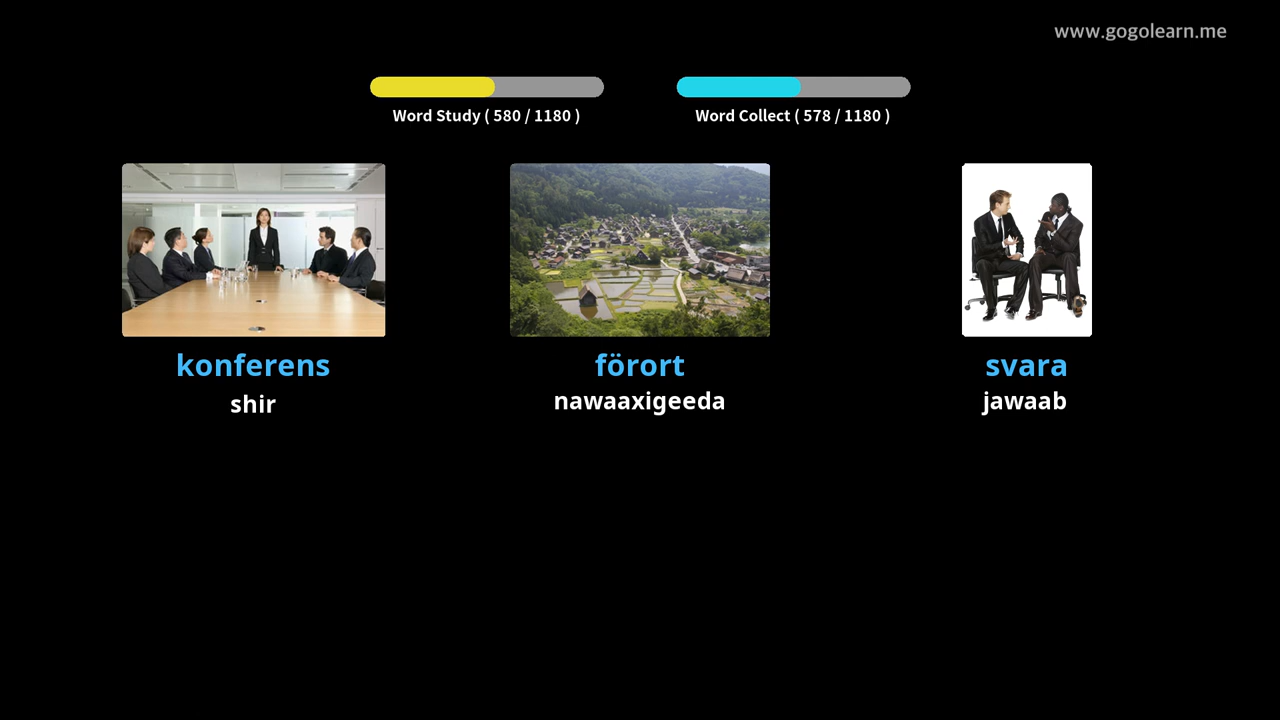 www.gogolearn.me
Word Study ( 580 / 1180 )
Word Collect ( 578 / 1180 )
konferens
shir
förort
nawaaxigeeda
svara
jawaab